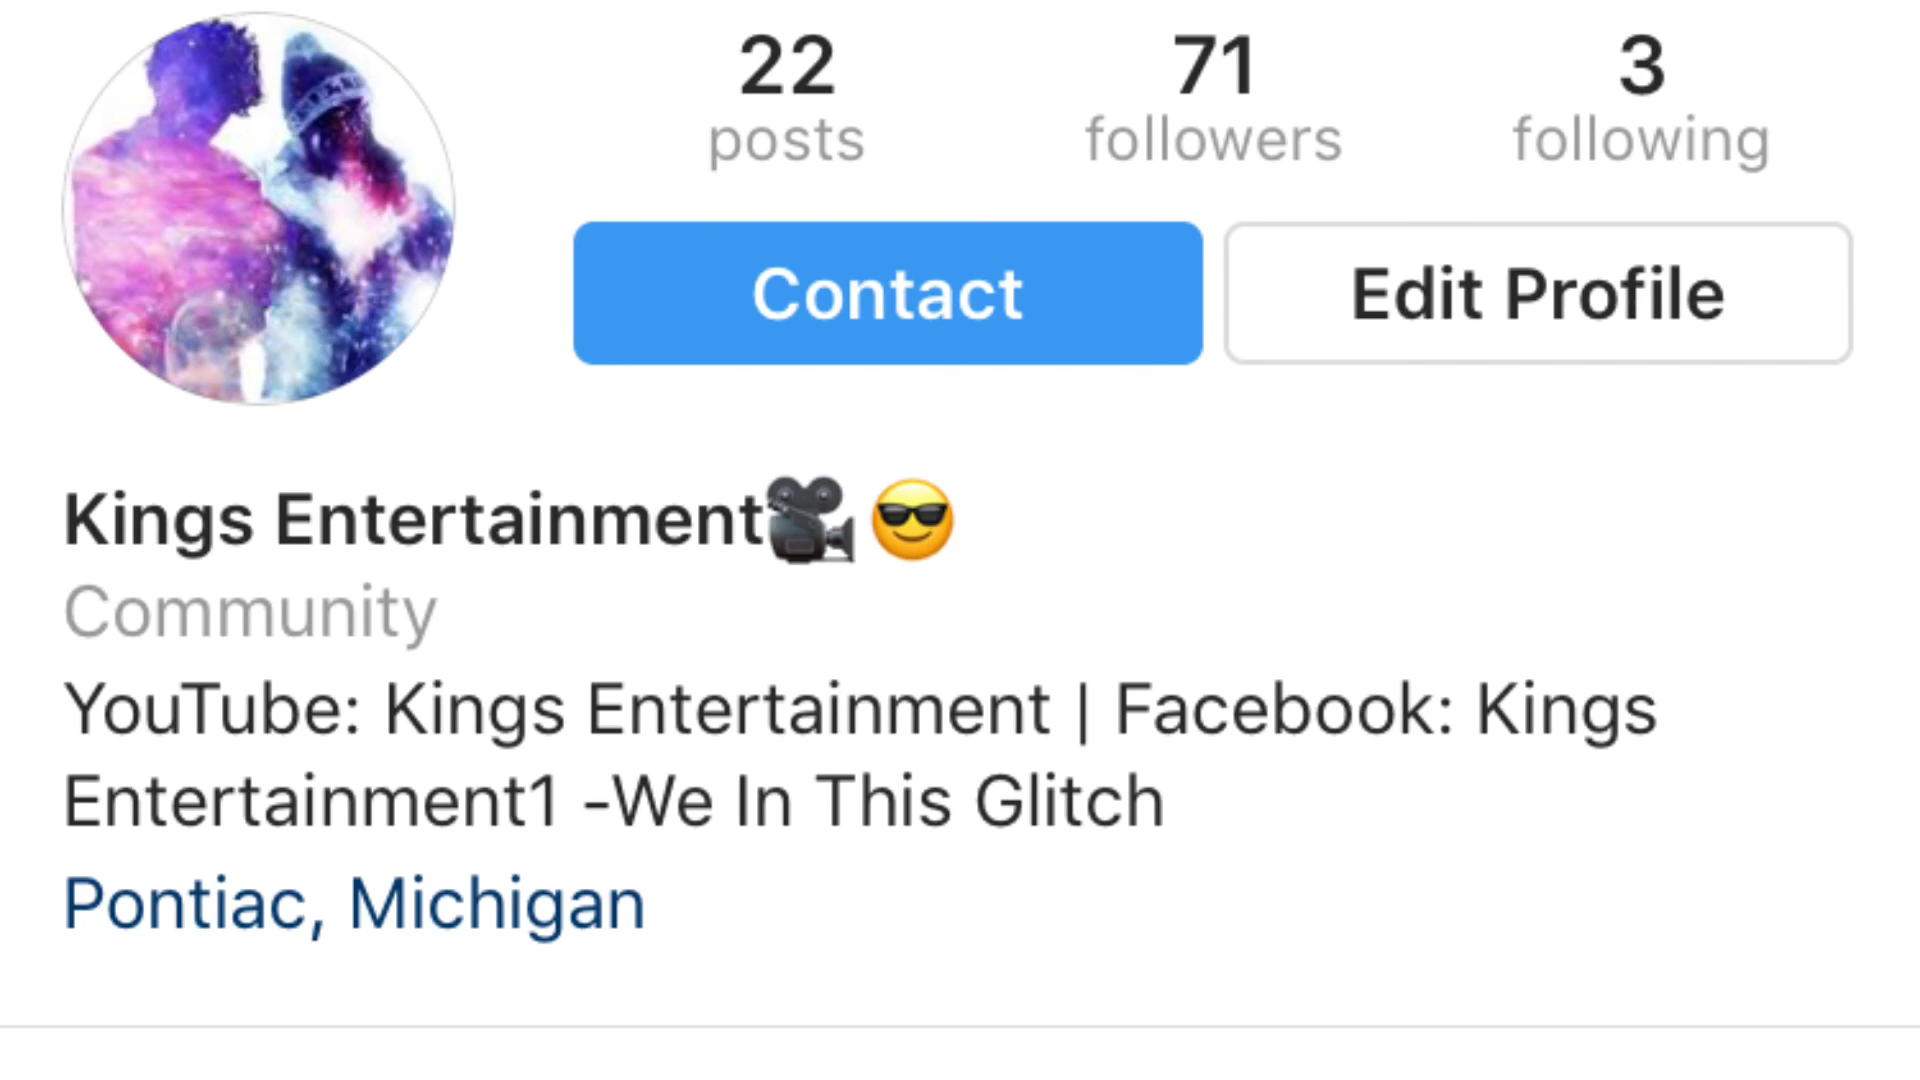 22 71 3
posts followers following
Contact Edit Profile
Kings Entertainment🎥😎
Community
YouTube: Kings Entertainment | Facebook: Kings
Entertainment1 -We In This Glitch
Pontiac, Michigan